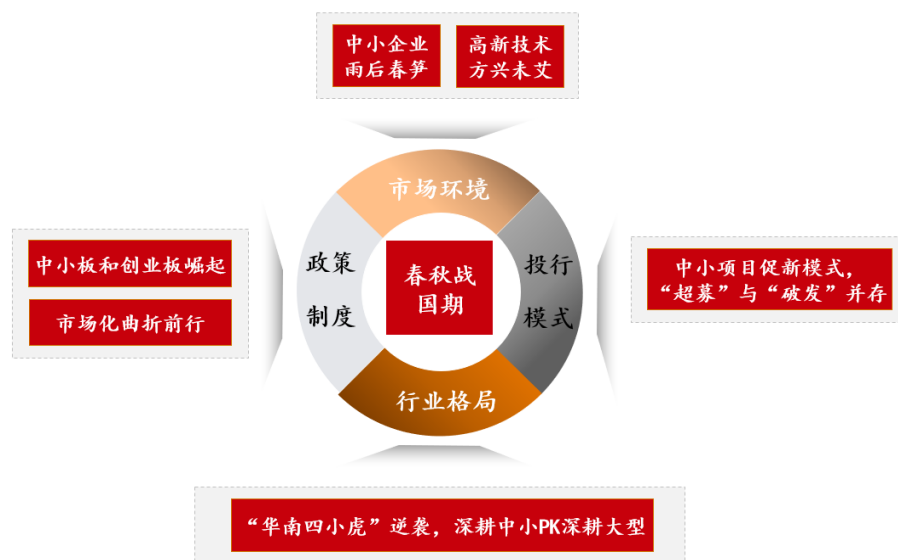 中小企业
雨后春笋
高新技术
方兴未艾
市场环境
政策
制度
春秋战
国期
投行
模式
行业格局
中小板和创业板崛起
市场化曲折前行
中小项目促新模式，
“超募”与“破发”并存
“华南四小虎”逆袭，深耕中小PK深耕大型